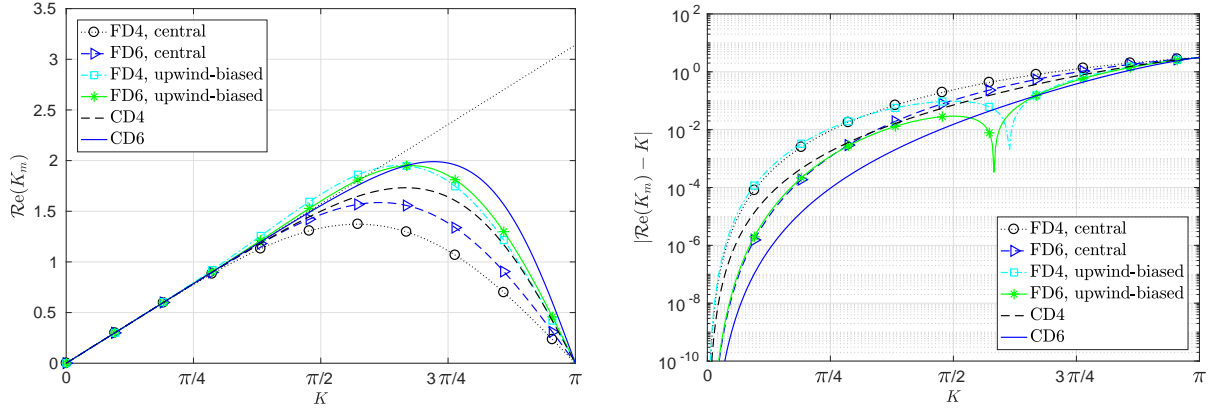 3.5
3
2.5
2
1.5
1
0.5
0
ℛe(K_m)
FD4, central
FD6, central
FD4, upwind-biased
FD6, upwind-biased
CD4
CD6
0 π/4 π/2 3 π/4 π
K
10^2
10^0
10^-2
10^-4
10^-6
10^-8
10^-10
|ℛe(K_m) − K|
FD4, central
FD6, central
FD4, upwind-biased
FD6, upwind-biased
CD4
CD6
0 π/4 π/2 3 π/4 π
K